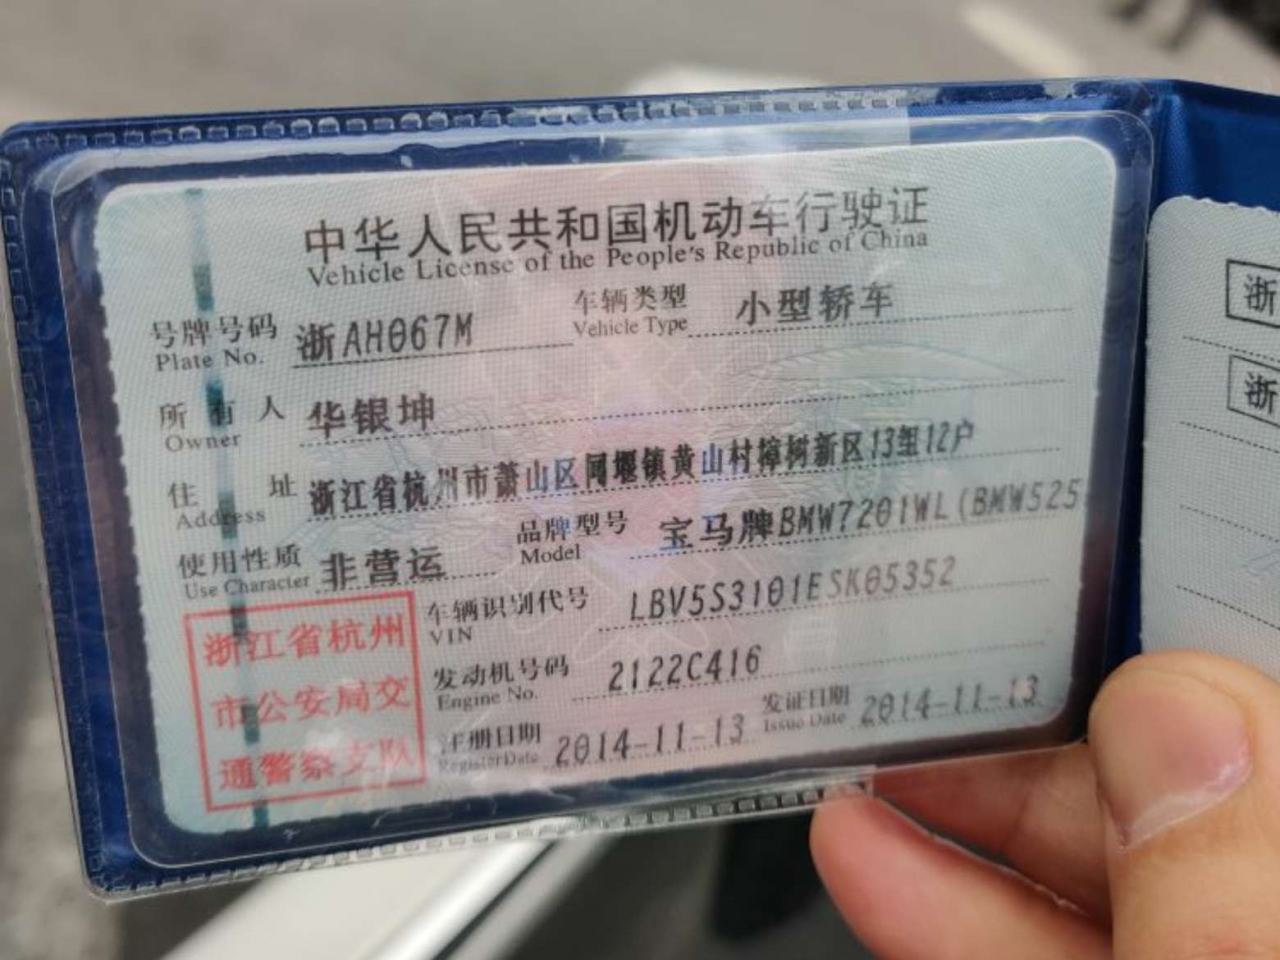 中华人民共和国机动车行驶证
Vehicle License of the People's Republic of China
号牌号码 浙AH067M 车辆类型 小型轿车
Plate No. Vehicle Type
所有人 华银坤
Owner
住址 浙江省杭州市萧山区闻堰镇黄山村樟树新区13组12户
Address
使用性质 非营运 品牌型号 宝马牌BMW7201WL(BMW525
Use Character Model
浙江省杭州
市公安局交
通警察支队
车辆识别代号 LBV5S3101ESK05352
VIN
发动机号码 2122C416
Engine No.
注册日期 2014-11-13 发证日期 2014-11-13
RegisterDate Issue Date
浙
浙